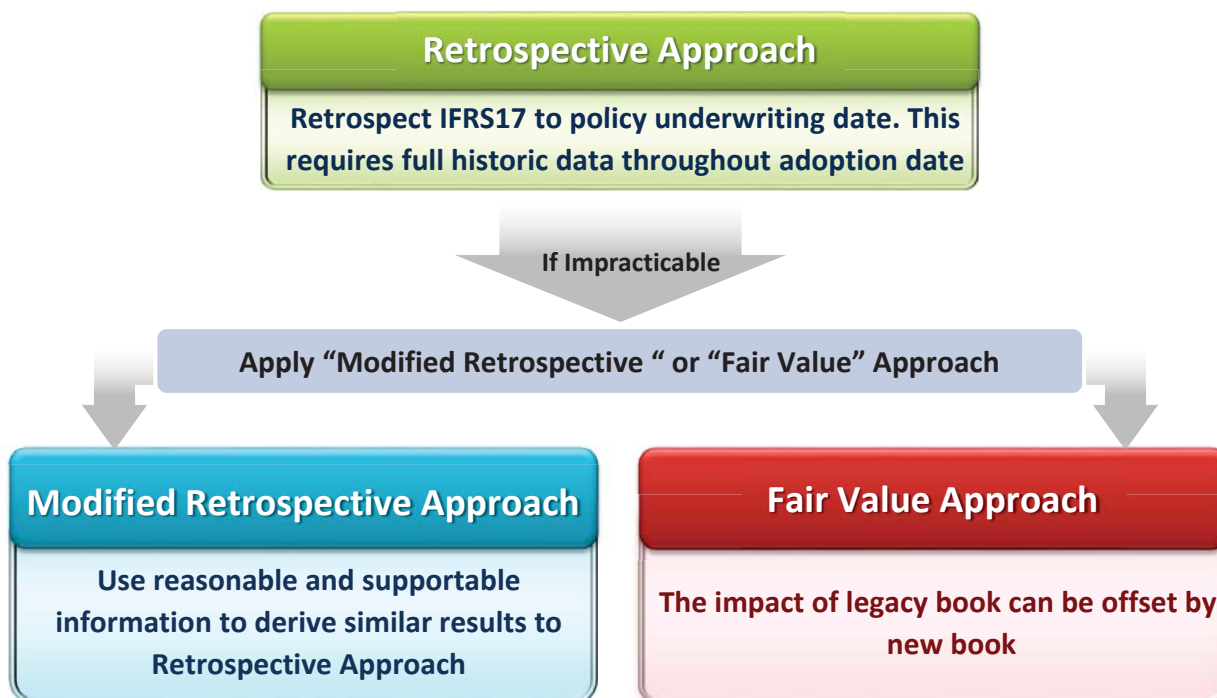 Retrospective Approach
Retrospect IFRS17 to policy underwriting date. This
requires full historic data throughout adoption date
If Impracticable
Apply “Modified Retrospective “ or “Fair Value” Approach
Modified Retrospective Approach
Use reasonable and supportable
information to derive similar results to
Retrospective Approach
Fair Value Approach
The impact of legacy book can be offset by
new book